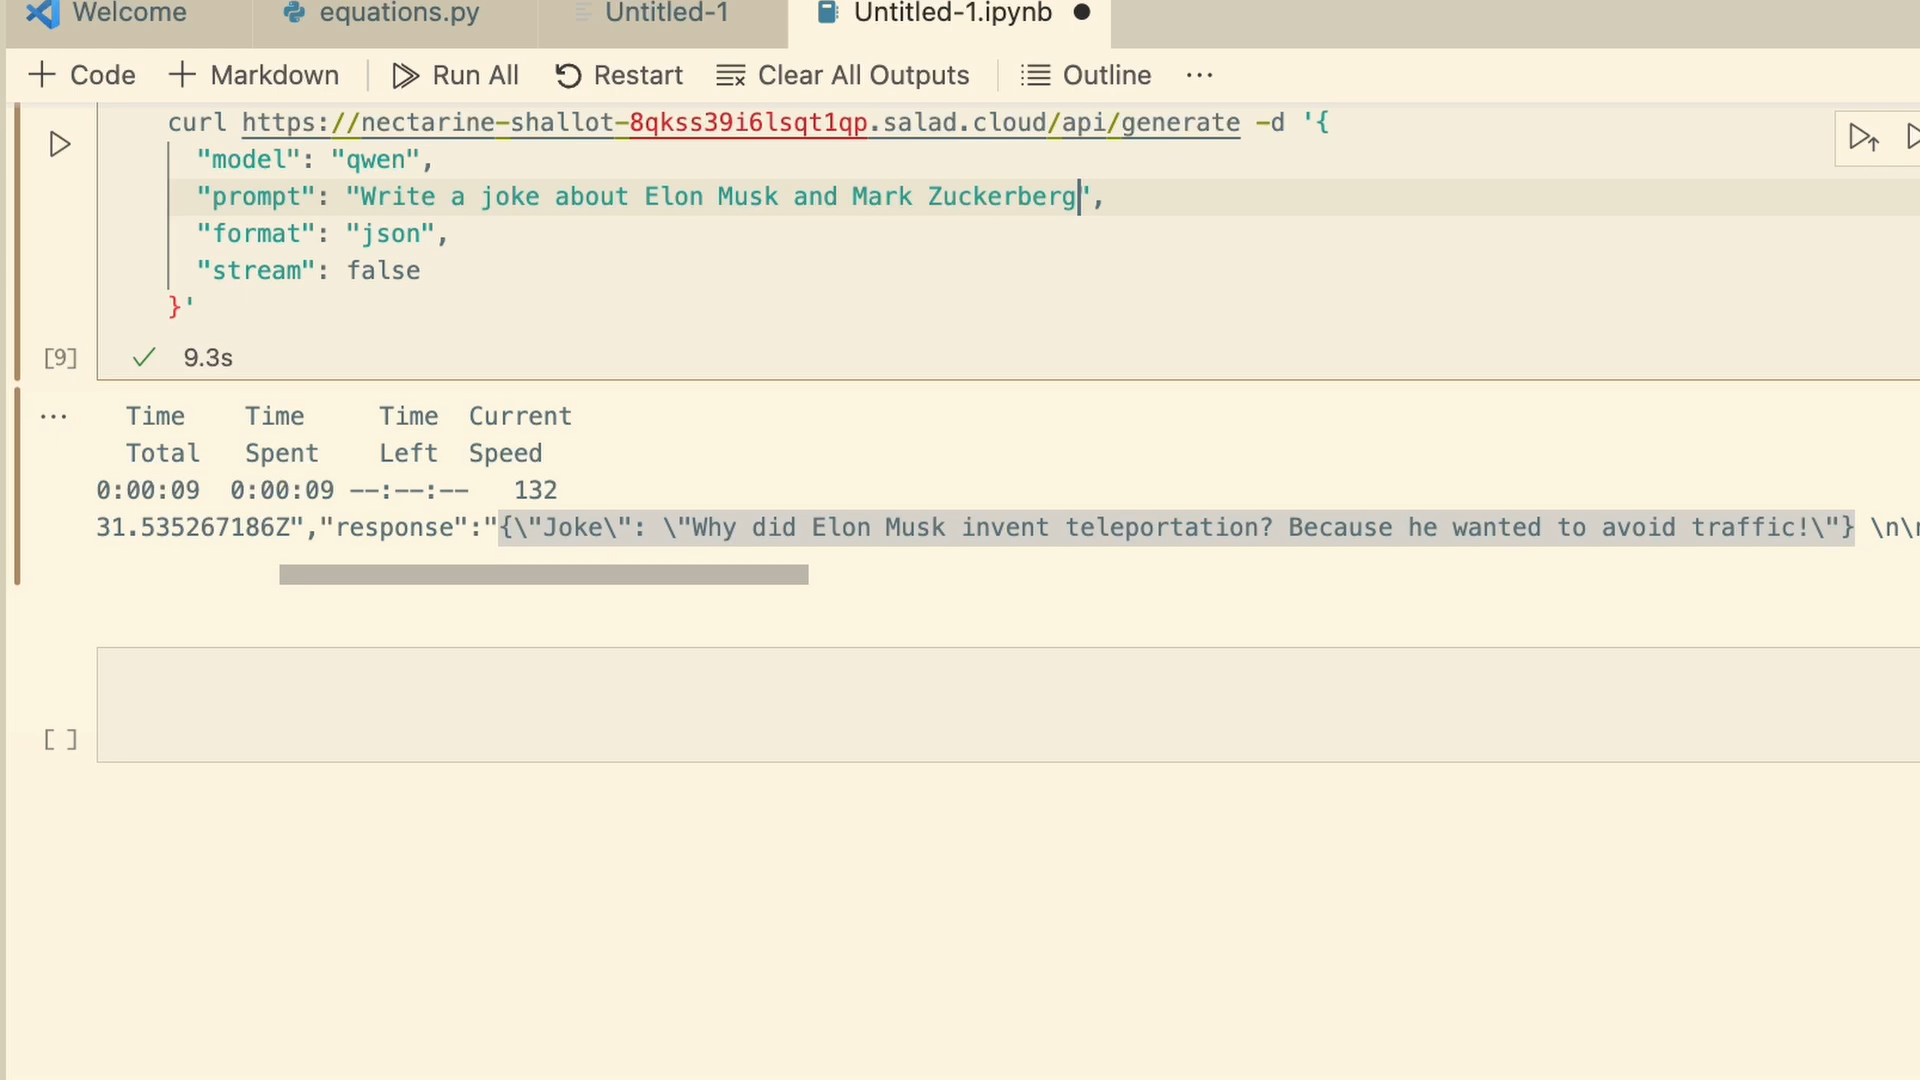 Welcome equations.py Untitled-1 Untitled-1.ipynb
Code Markdown Run All Restart Clear All Outputs Outline ...
curl https://nectarine-shallot-8qkss39i6lsqt1qp.salad.cloud/api/generate -d '{
"model": "qwen",
"prompt": "Write a joke about Elon Musk and Mark Zuckerberg",
"format": "json",
"stream": false
}'
[9] 9.3s
... Time Time Time Current
Total Spent Left Speed
0:00:09 0:00:09 --:--:-- 132
31.535267186Z","response":"{\"Joke\": \"Why did Elon Musk invent teleportation? Because he wanted to avoid traffic!\"} \n\n
[ ]